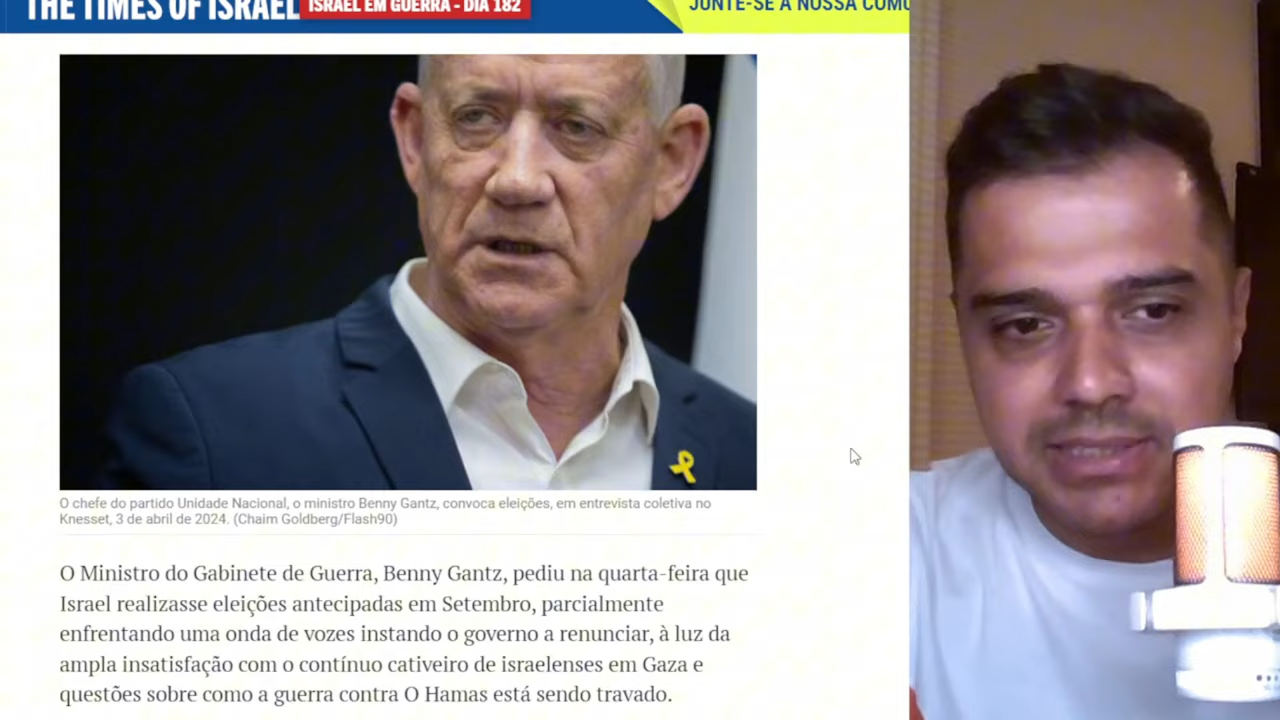 THE TIMES OF ISRAEL
ISRAEL EM GUERRA - DIA 182
JUNTE-SE À NOSSA COMU
O chefe do partido Unidade Nacional, o ministro Benny Gantz, convoca eleições, em entrevista coletiva no
Knesset, 3 de abril de 2024. (Chaim Goldberg/Flash90)
O Ministro do Gabinete de Guerra, Benny Gantz, pediu na quarta-feira que
Israel realizasse eleições antecipadas em Setembro, parcialmente
enfrentando uma onda de vozes instando o governo a renunciar, à luz da
ampla insatisfação com o contínuo cativeiro de israelenses em Gaza e
questões sobre como a guerra contra O Hamas está sendo travado.